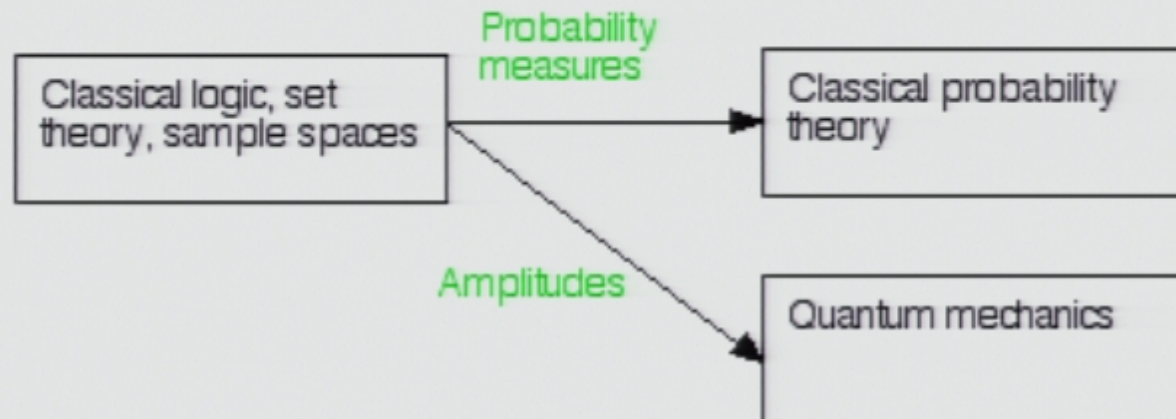 Probability
measures
Classical logic, set
theory, sample spaces
Classical probability
theory
Amplitudes
Quantum mechanics